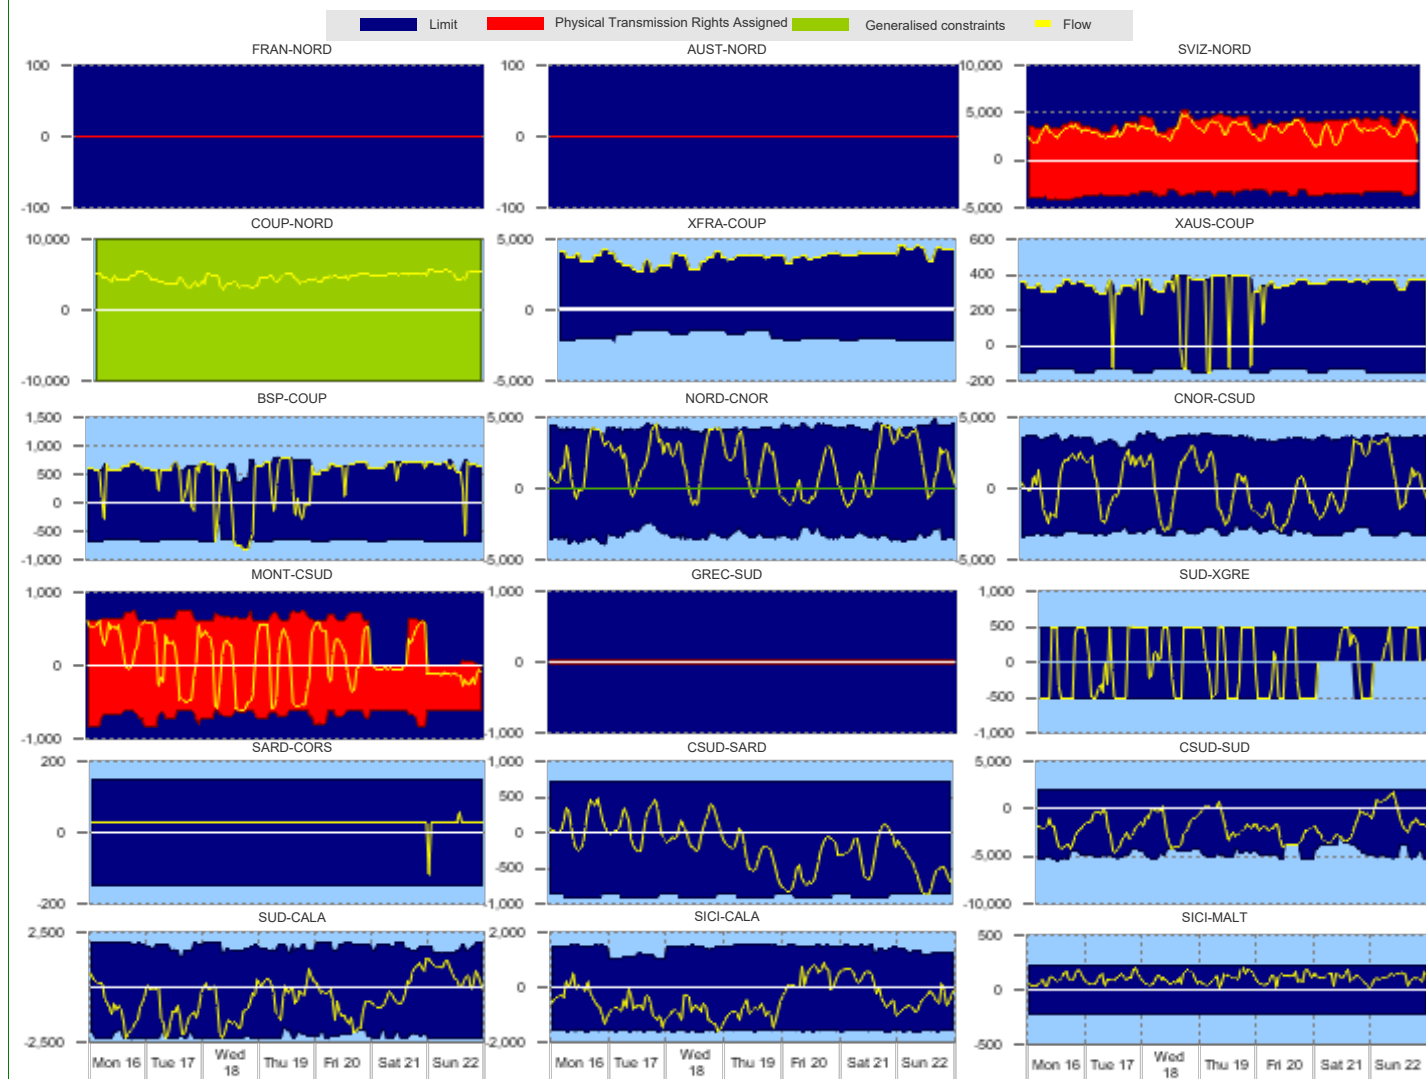 Limit Physical Transmission Rights Assigned Generalised constraints Flow
FRAN-NORD AUST-NORD SVIZ-NORD
100 100 10,000
5,000
0 0 0
-100 -100 -5,000
COUP-NORD XFRA-COUP XAUS-COUP
10,000 5,000 600
400
0 0 200
0
-10,000 -5,000 -200
BSP-COUP NORD-CNOR CNOR-CSUD
1,500 5,000 5,000
1,000
500
0 0 0
-500
-1,000 -5,000 -5,000
MONT-CSUD GREC-SUD SUD-XGRE
1,000 1,000 1,000
500
0 0 0
-500
-1,000 -1,000 -1,000
SARD-CORS CSUD-SARD CSUD-SUD
200 1,000 5,000
500 0
0 0
-500 -5,000
-200 -1,000 -10,000
SUD-CALA SICI-CALA SICI-MALT
2,500 2,000 500
0 0 0
-2,500 -2,000 -500
Mon 16 Tue 17 Wed 18 Thu 19 Fri 20 Sat 21 Sun 22 Mon 16 Tue 17 Wed 18 Thu 19 Fri 20 Sat 21 Sun 22 Mon 16 Tue 17 Wed 18 Thu 19 Fri 20 Sat 21 Sun 22